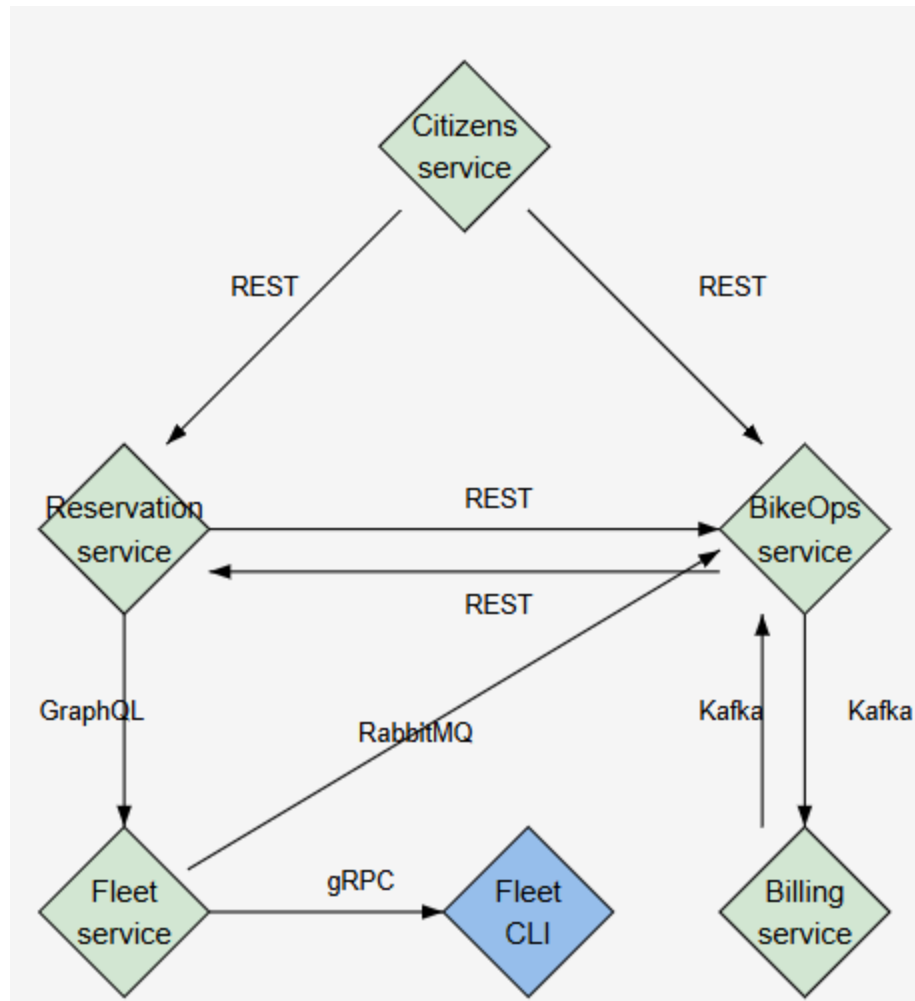 Citizens
service
REST
REST
Reservation
service
REST
BikeOps
service
REST
GraphQL
RabbitMQ
Kafka
Kafka
Fleet
service
gRPC
Fleet
CLI
Billing
service